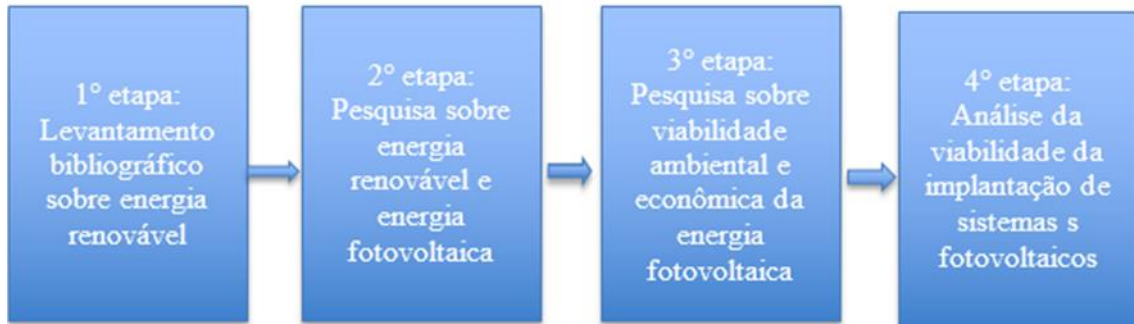 1° etapa:
Levantamento
bibliográfico
sobre energia
renovável
2° etapa:
Pesquisa sobre
energia
renovável e
energia
fotovoltaica
3° etapa:
Pesquisa sobre
viabilidade
ambiental e
econômica da
energia
fotovoltaica
4° etapa:
Análise da
viabilidade da
implantação de
sistemas s
fotovoltaicos